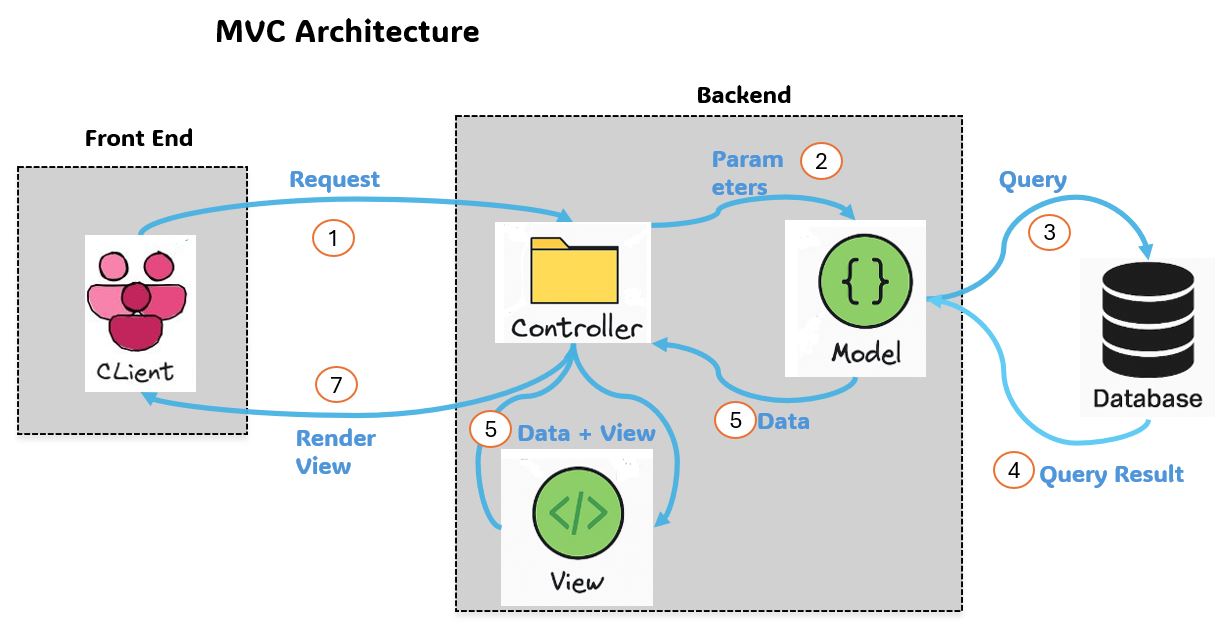 MVC Architecture
Backend
Front End
Request
1
Param
eters
2
Query
3
CLient
Controller
{}
Model
Database
7
Render
View
5
Data + View
5
Data
4
Query Result
</>
View